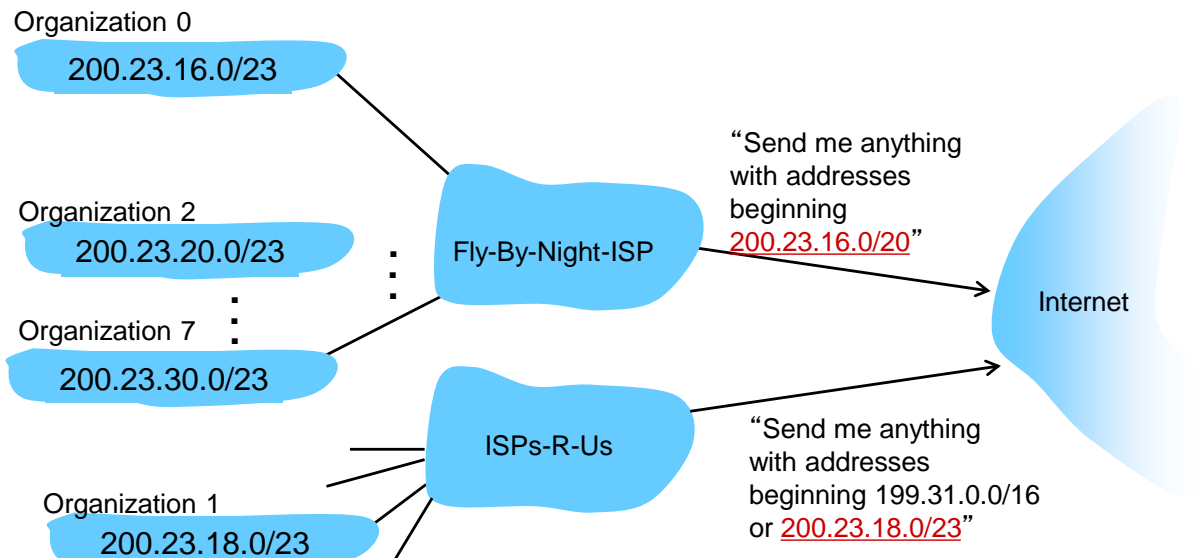 Organization 0
200.23.16.0/23
Organization 2
200.23.20.0/23
Organization 7
200.23.30.0/23
Fly-By-Night-ISP
“Send me anything
with addresses
beginning
200.23.16.0/20”
Internet
ISPs-R-Us
Organization 1
200.23.18.0/23
“Send me anything
with addresses
beginning 199.31.0.0/16
or 200.23.18.0/23”